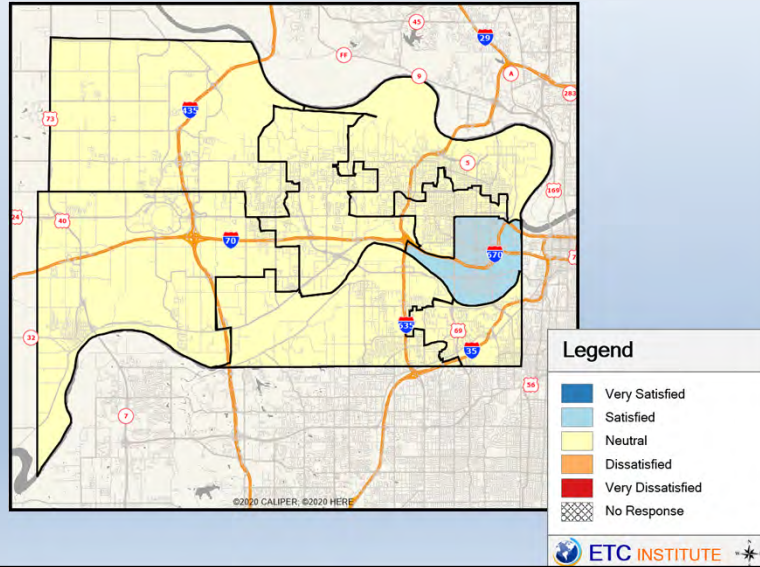 45
29
FF
9
A
283
435
73
5
169
24
40
70
670
7
635
69
35
32
56
7
©2020 CALIPER; ©2020 HERE
Legend
Very Satisfied
Satisfied
Neutral
Dissatisfied
Very Dissatisfied
No Response
ETC INSTITUTE